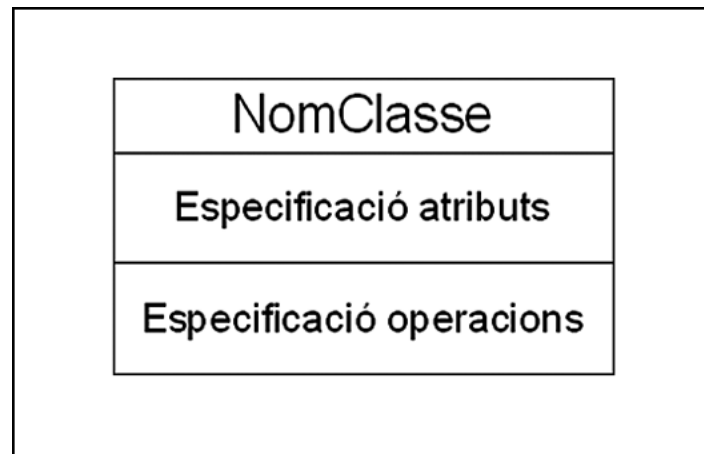 NomClasse
Especificació atributs
Especificació operacions